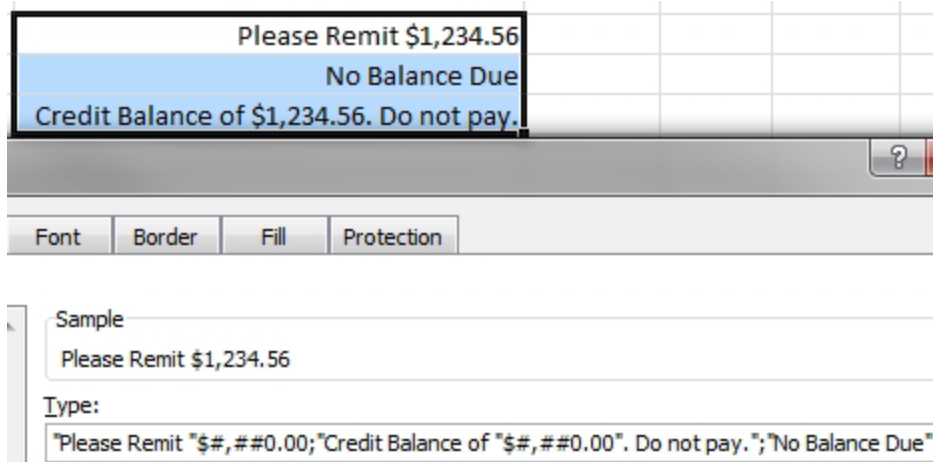 Please Remit $1,234.56
No Balance Due
Credit Balance of $1,234.56. Do not pay.
?
Font Border Fill Protection
Sample
Please Remit $1,234.56
Type:
"Please Remit "$#,##0.00;"Credit Balance of "$#,##0.00". Do not pay.";"No Balance Due"